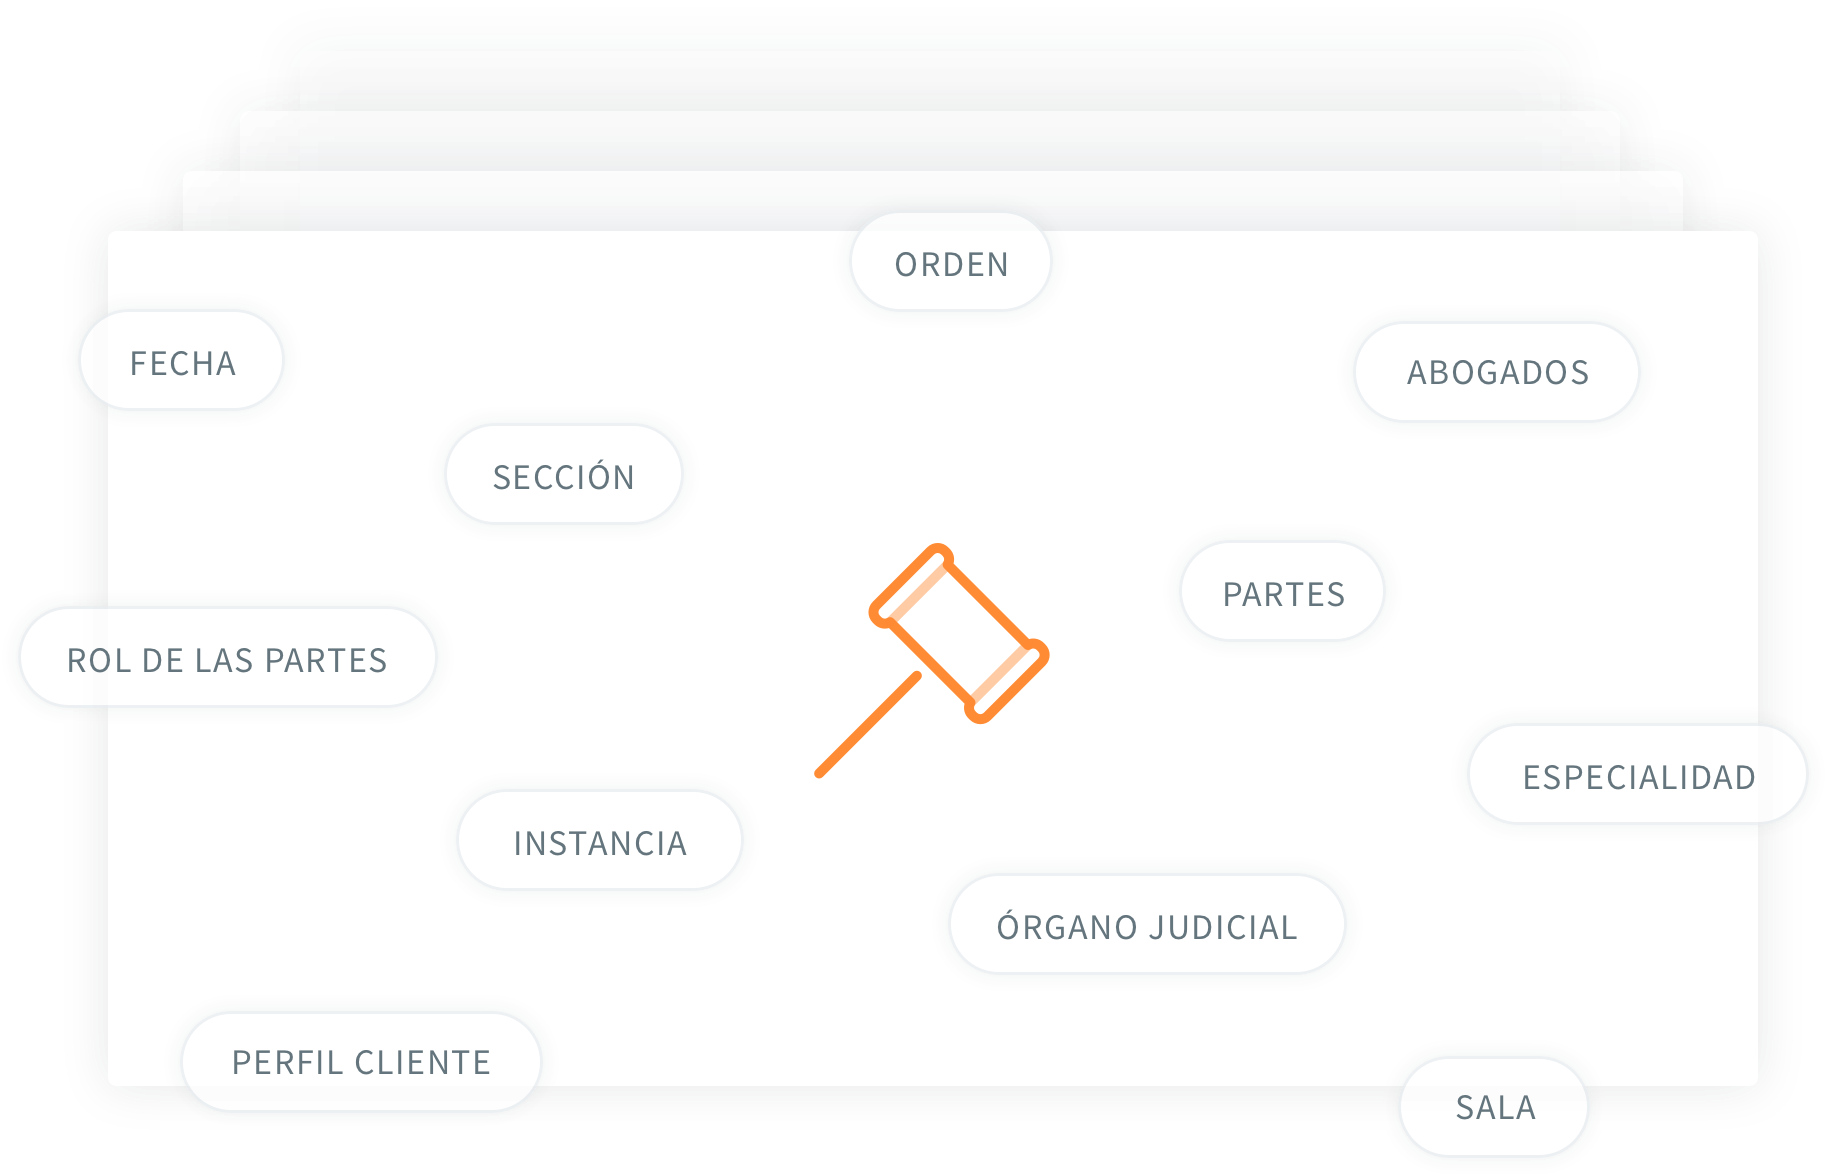 ORDEN
FECHA
ABOGADOS
SECCIÓN
PARTES
ROL DE LAS PARTES
ESPECIALIDAD
INSTANCIA
ÓRGANO JUDICIAL
PERFIL CLIENTE
SALA